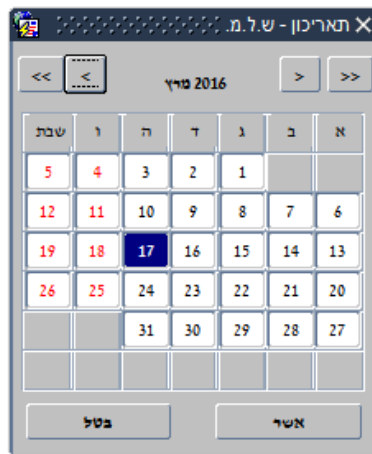 תאריכון - ש.ל.מ.
<< < 2016 מרץ > >>
א ב ג ד ה ו שבת
1 2 3 4 5
6 7 8 9 10 11 12
13 14 15 16 17 18 19
20 21 22 23 24 25 26
27 28 29 30 31
אשר בטל